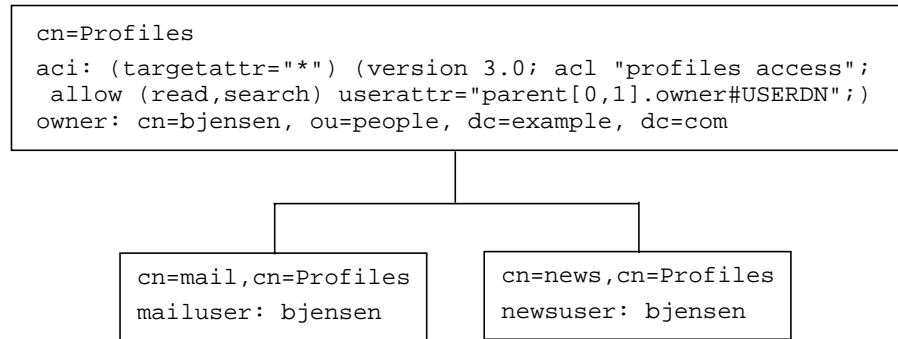 cn=Profiles
aci: (targetattr="*") (version 3.0; acl "profiles access";
allow (read,search) userattr="parent[0,1].owner#USERDN";)
owner: cn=bjensen, ou=people, dc=example, dc=com
cn=mail,cn=Profiles
mailuser: bjensen
cn=news,cn=Profiles
newsuser: bjensen